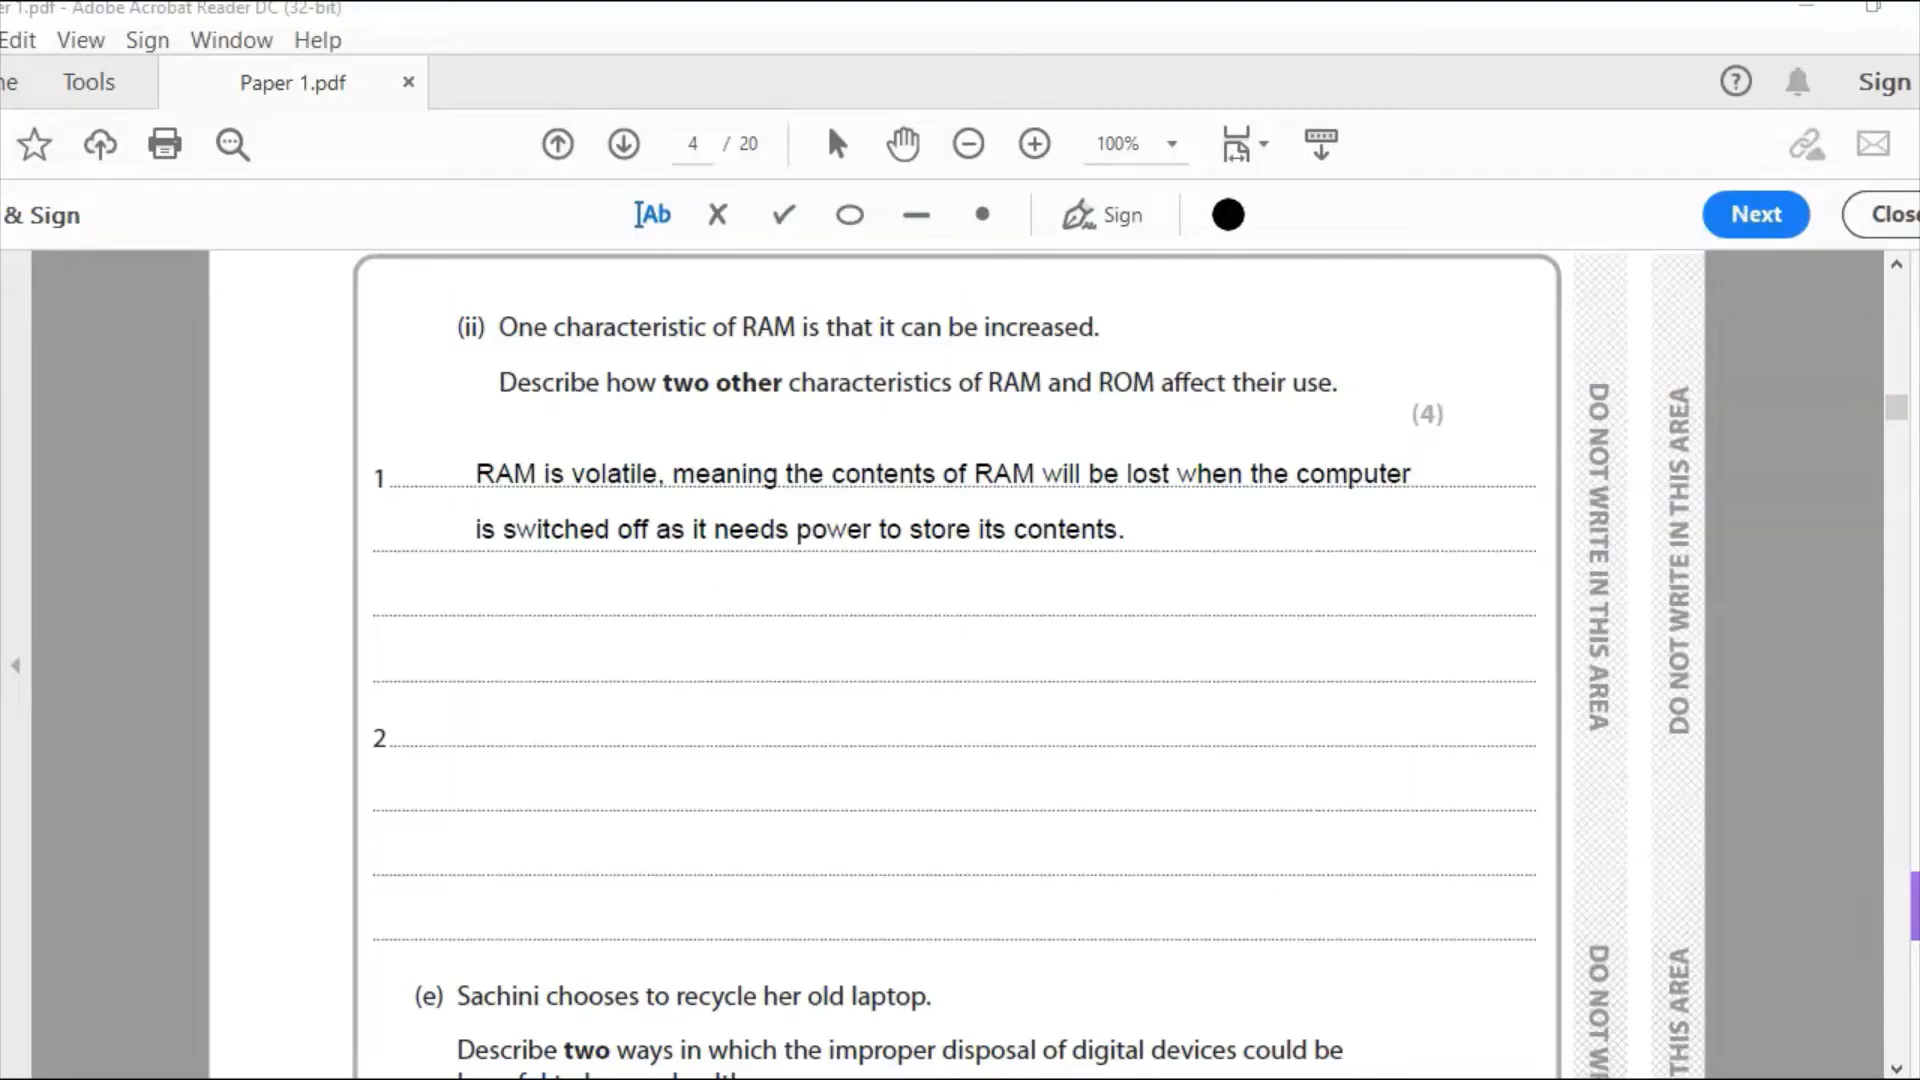 er 1.pdf - Adobe Acrobat Reader DC (32-bit)
Edit View Sign Window Help
Tools Paper 1.pdf × Sign
4 / 20 100%
& Sign Ab Sign Next
(ii) One characteristic of RAM is that it can be increased.
Describe how two other characteristics of RAM and ROM affect their use.
(4)
1 RAM is volatile, meaning the contents of RAM will be lost when the computer
is switched off as it needs power to store its contents.
2
(e) Sachini chooses to recycle her old laptop.
Describe two ways in which the improper disposal of digital devices could be
DO NOT WRITE IN THIS AREA
DO NOT WRITE IN THIS AREA
DO NOT
THIS AREA